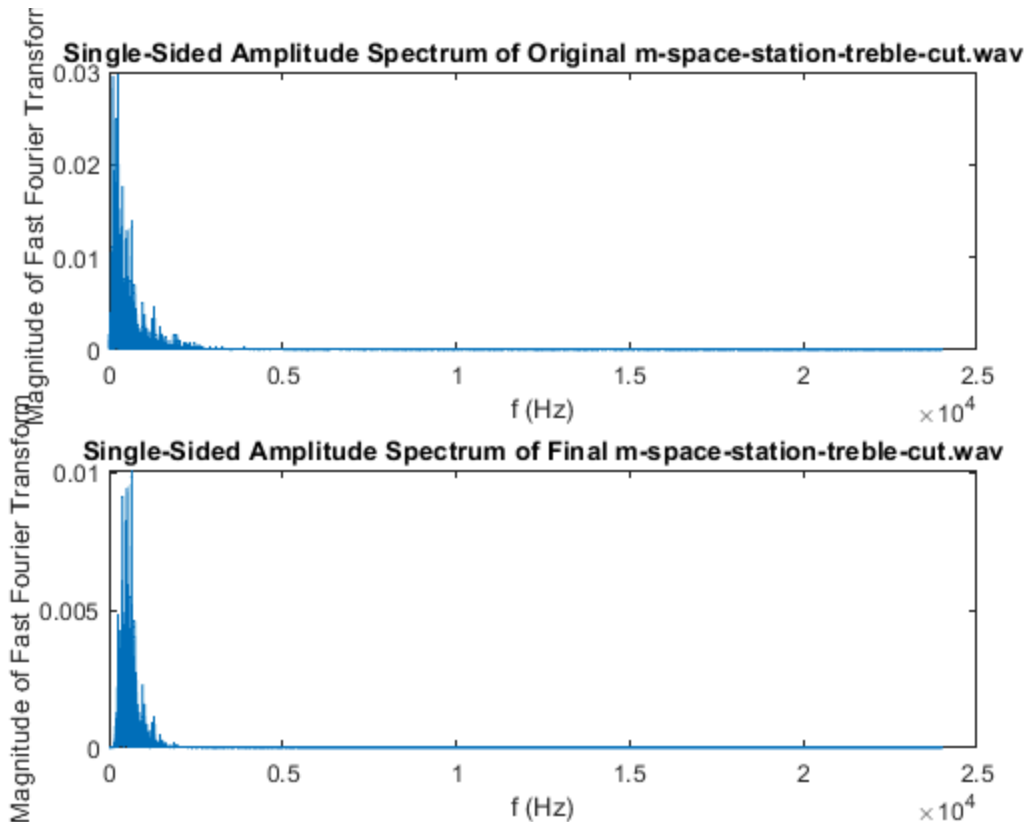 Single-Sided Amplitude Spectrum of Original m-space-station-treble-cut.wav
Magnitude of Fast Fourier Transform
0.03
0.02
0.01
0
0 0.5 1 1.5 2 2.5
f (Hz)
×10^4
Single-Sided Amplitude Spectrum of Final m-space-station-treble-cut.wav
Magnitude of Fast Fourier Transform
0.01
0.005
0
0 0.5 1 1.5 2 2.5
f (Hz)
×10^4